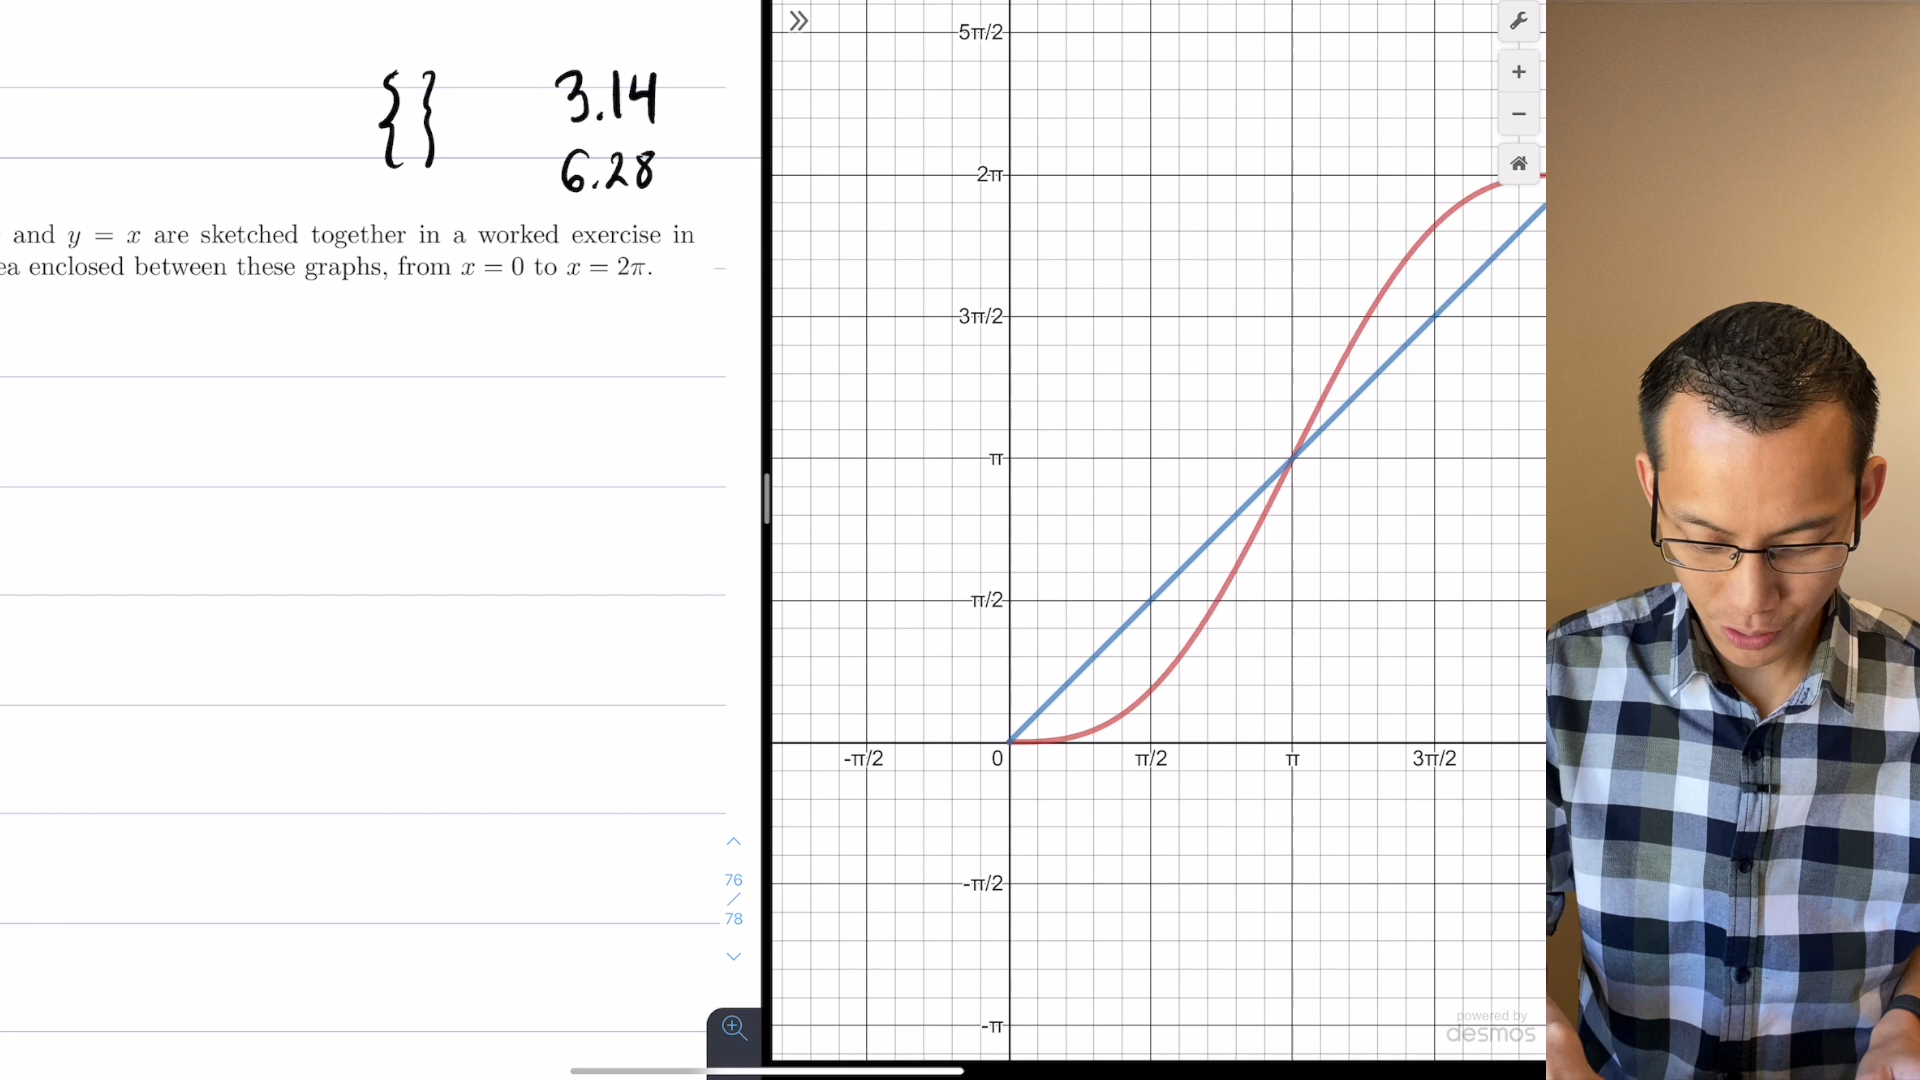 {} 3.14
6.28
and y = x are sketched together in a worked exercise in
ea enclosed between these graphs, from x = 0 to x = 2π.
76
/
78
5π/2
2π
3π/2
π
π/2
-π/2 0 π/2 π 3π/2
-π/2
-π
powered by
desmos